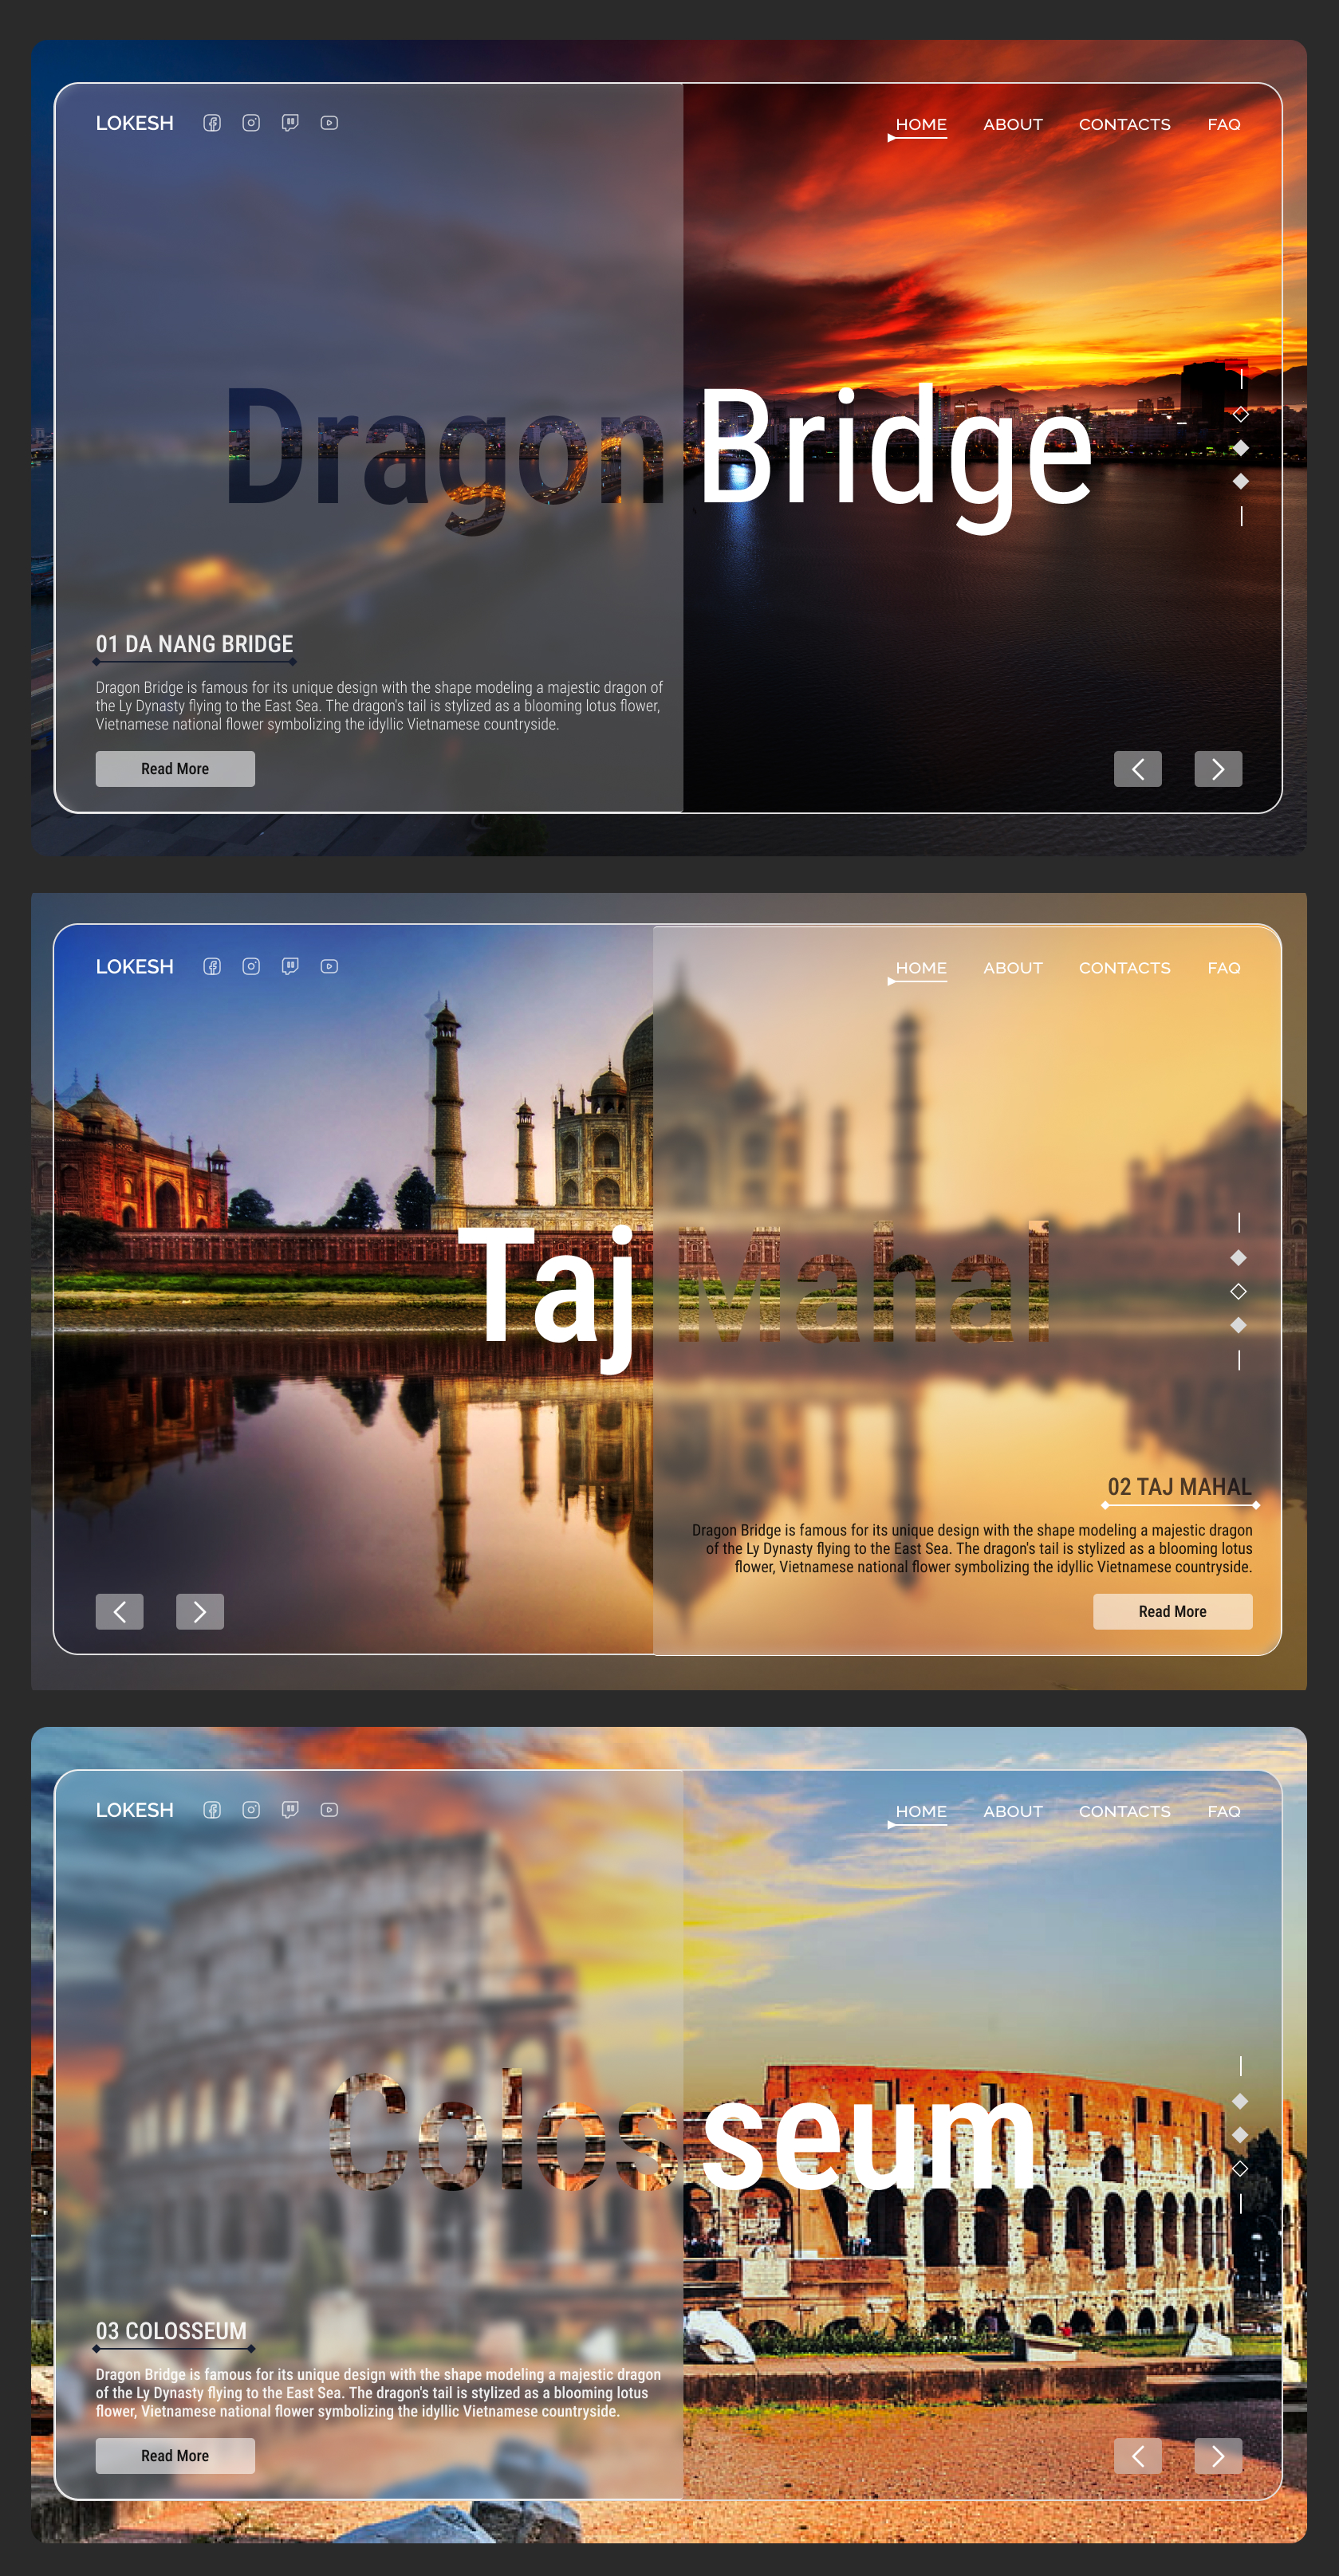 LOKESH
HOME ABOUT CONTACTS FAQ
Dragon Bridge
01 DA NANG BRIDGE
Dragon Bridge is famous for its unique design with the shape modeling a majestic dragon of
the Ly Dynasty flying to the East Sea. The dragon's tail is stylized as a blooming lotus flower,
Vietnamese national flower symbolizing the idyllic Vietnamese countryside.
Read More
LOKESH
HOME ABOUT CONTACTS FAQ
Taj Mahal
02 TAJ MAHAL
Dragon Bridge is famous for its unique design with the shape modeling a majestic dragon
of the Ly Dynasty flying to the East Sea. The dragon's tail is stylized as a blooming lotus
flower, Vietnamese national flower symbolizing the idyllic Vietnamese countryside.
Read More
LOKESH
HOME ABOUT CONTACTS FAQ
Colosseum
03 COLOSSEUM
Dragon Bridge is famous for its unique design with the shape modeling a majestic dragon
of the Ly Dynasty flying to the East Sea. The dragon's tail is stylized as a blooming lotus
flower, Vietnamese national flower symbolizing the idyllic Vietnamese countryside.
Read More